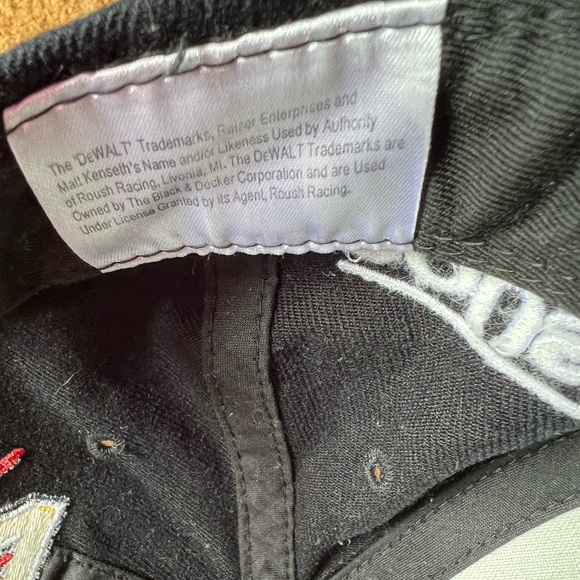 The 'DeWALT' Trademarks, Reiser Enterprises and
Matt Kenseth's Name and/or Likeness Used by Authority
of Roush Racing, Livonia, MI. The DeWALT Trademarks are
Owned by The Black & Decker Corporation and are Used
Under License Granted by its Agent, Roush Racing.